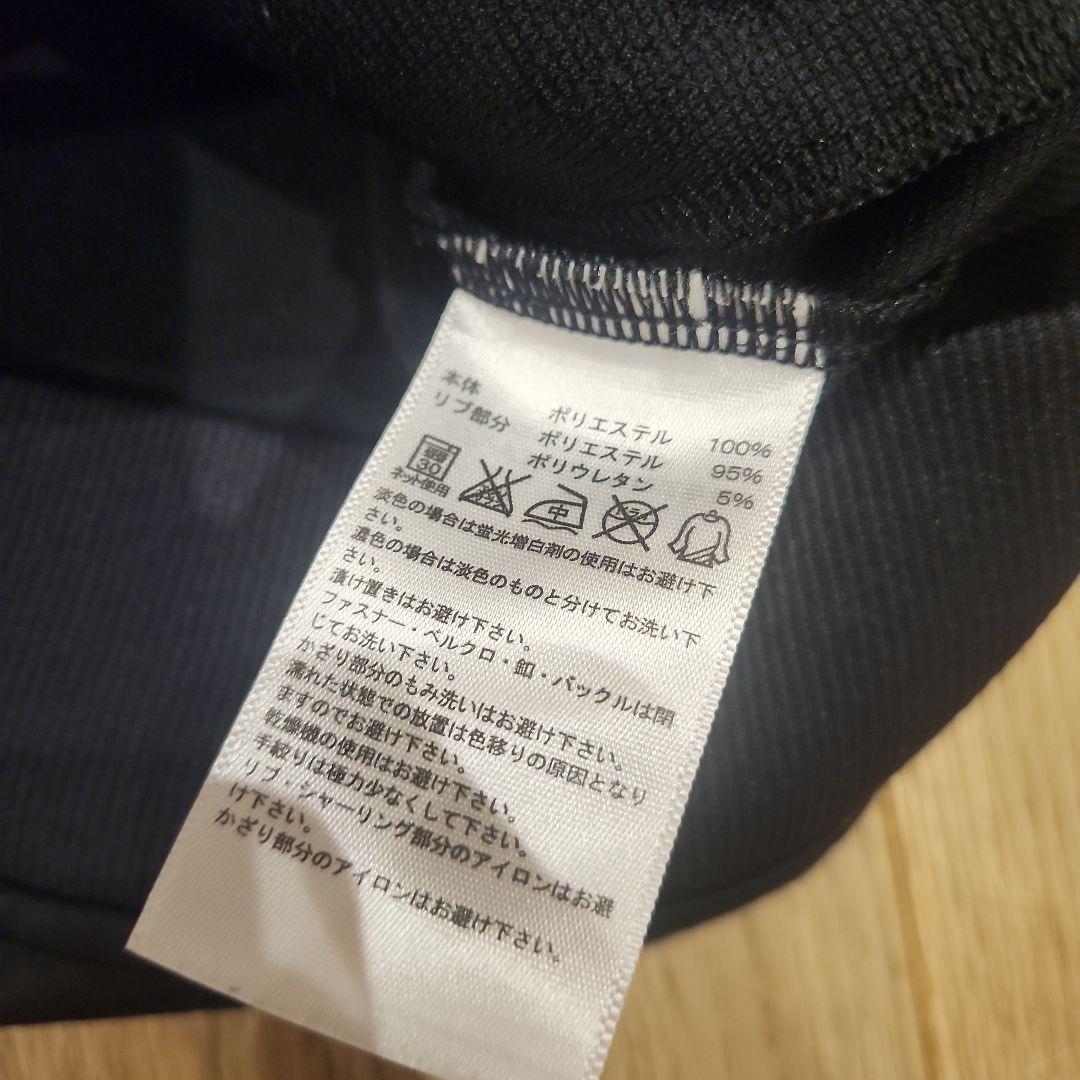 本体 ポリエステル 100%
リブ部分 ポリエステル 95%
ポリウレタン 5%
弱 30 エンソサラシ 中 ドライ
ネット使用
淡色の場合は蛍光増白剤の使用はお避け下
さい。
濃色の場合は淡色のものと分けてお洗い下
さい。
漬け置きはお避け下さい。
ファスナー・ベルクロ・釦・バックルは閉
じてお洗い下さい。
かざり部分のもみ洗いはお避け下さい。
濡れた状態での放置は色移りの原因となり
ますのでお避け下さい。
乾燥機の使用はお避け下さい。
手絞りは極力少なくして下さい。
リブ・シャーリング部分のアイロンはお避
け下さい。
かざり部分のアイロンはお避け下さい。